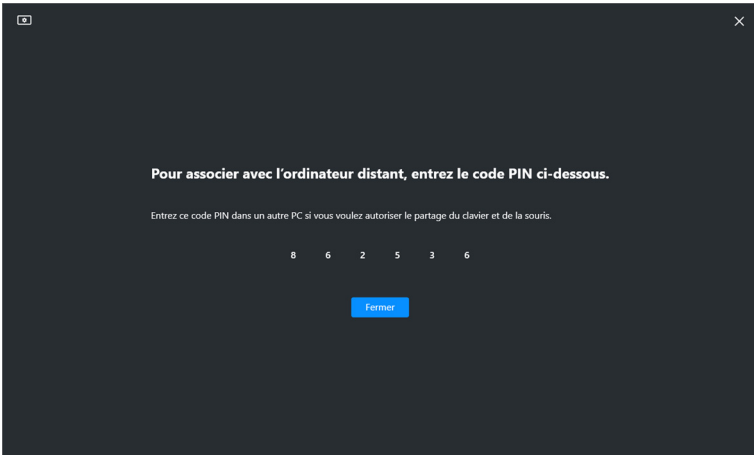 Pour associer avec l'ordinateur distant, entrez le code PIN ci-dessous.
Entrez ce code PIN dans un autre PC si vous voulez autoriser le partage du clavier et de la souris.
8 6 2 5 3 6
Fermer